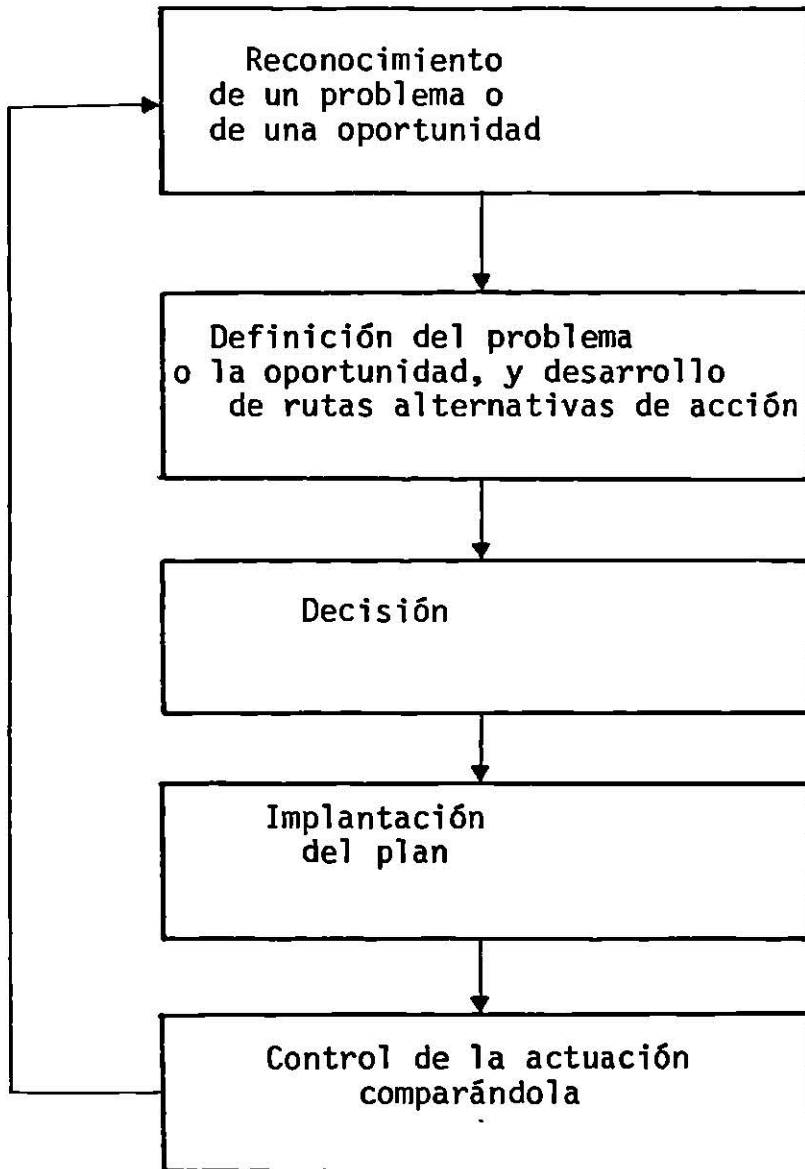 Reconocimiento
de un problema o
de una oportunidad
Definición del problema
o la oportunidad, y desarrollo
de rutas alternativas de acción
Decisión
Implantación
del plan
Control de la actuación
comparándola